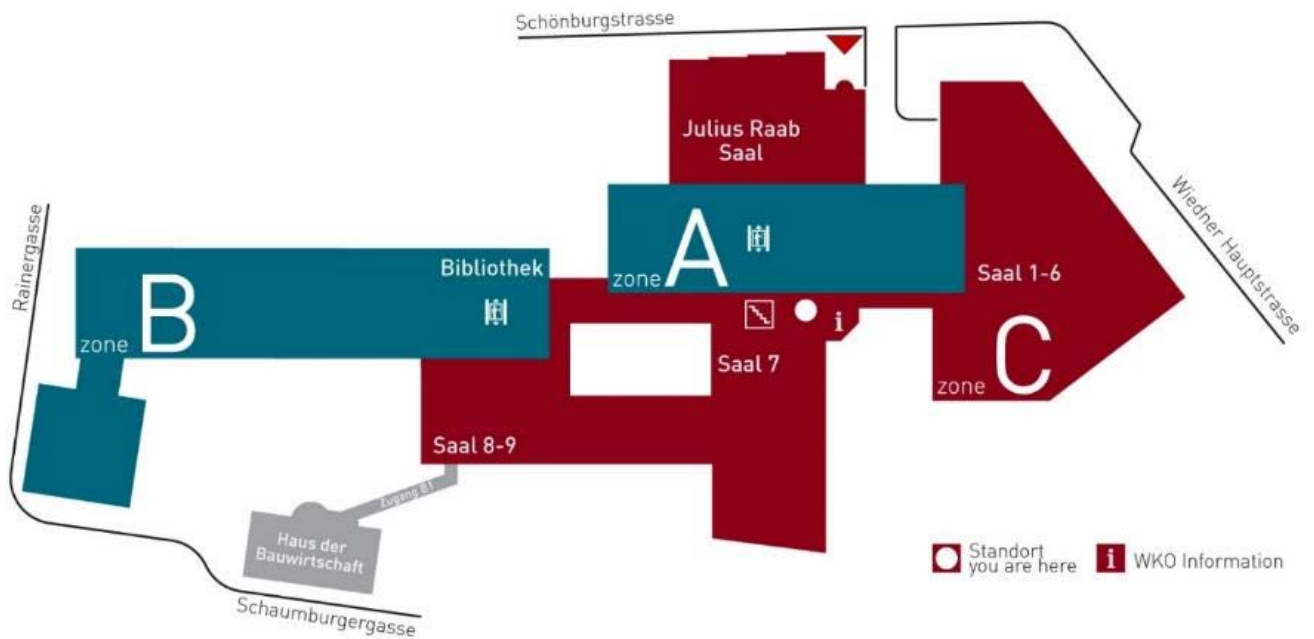 Schönburgstrasse
Julius Raab
Saal
Wiedner Hauptstrasse
Rainergasse
zone A
Bibliothek
zone B
Saal 1-6
i
Saal 7
zone C
Saal 8-9
Zugang B1
Haus der
Bauwirtschaft
Schaumburgergasse
Standort
you are here
i WKO Information